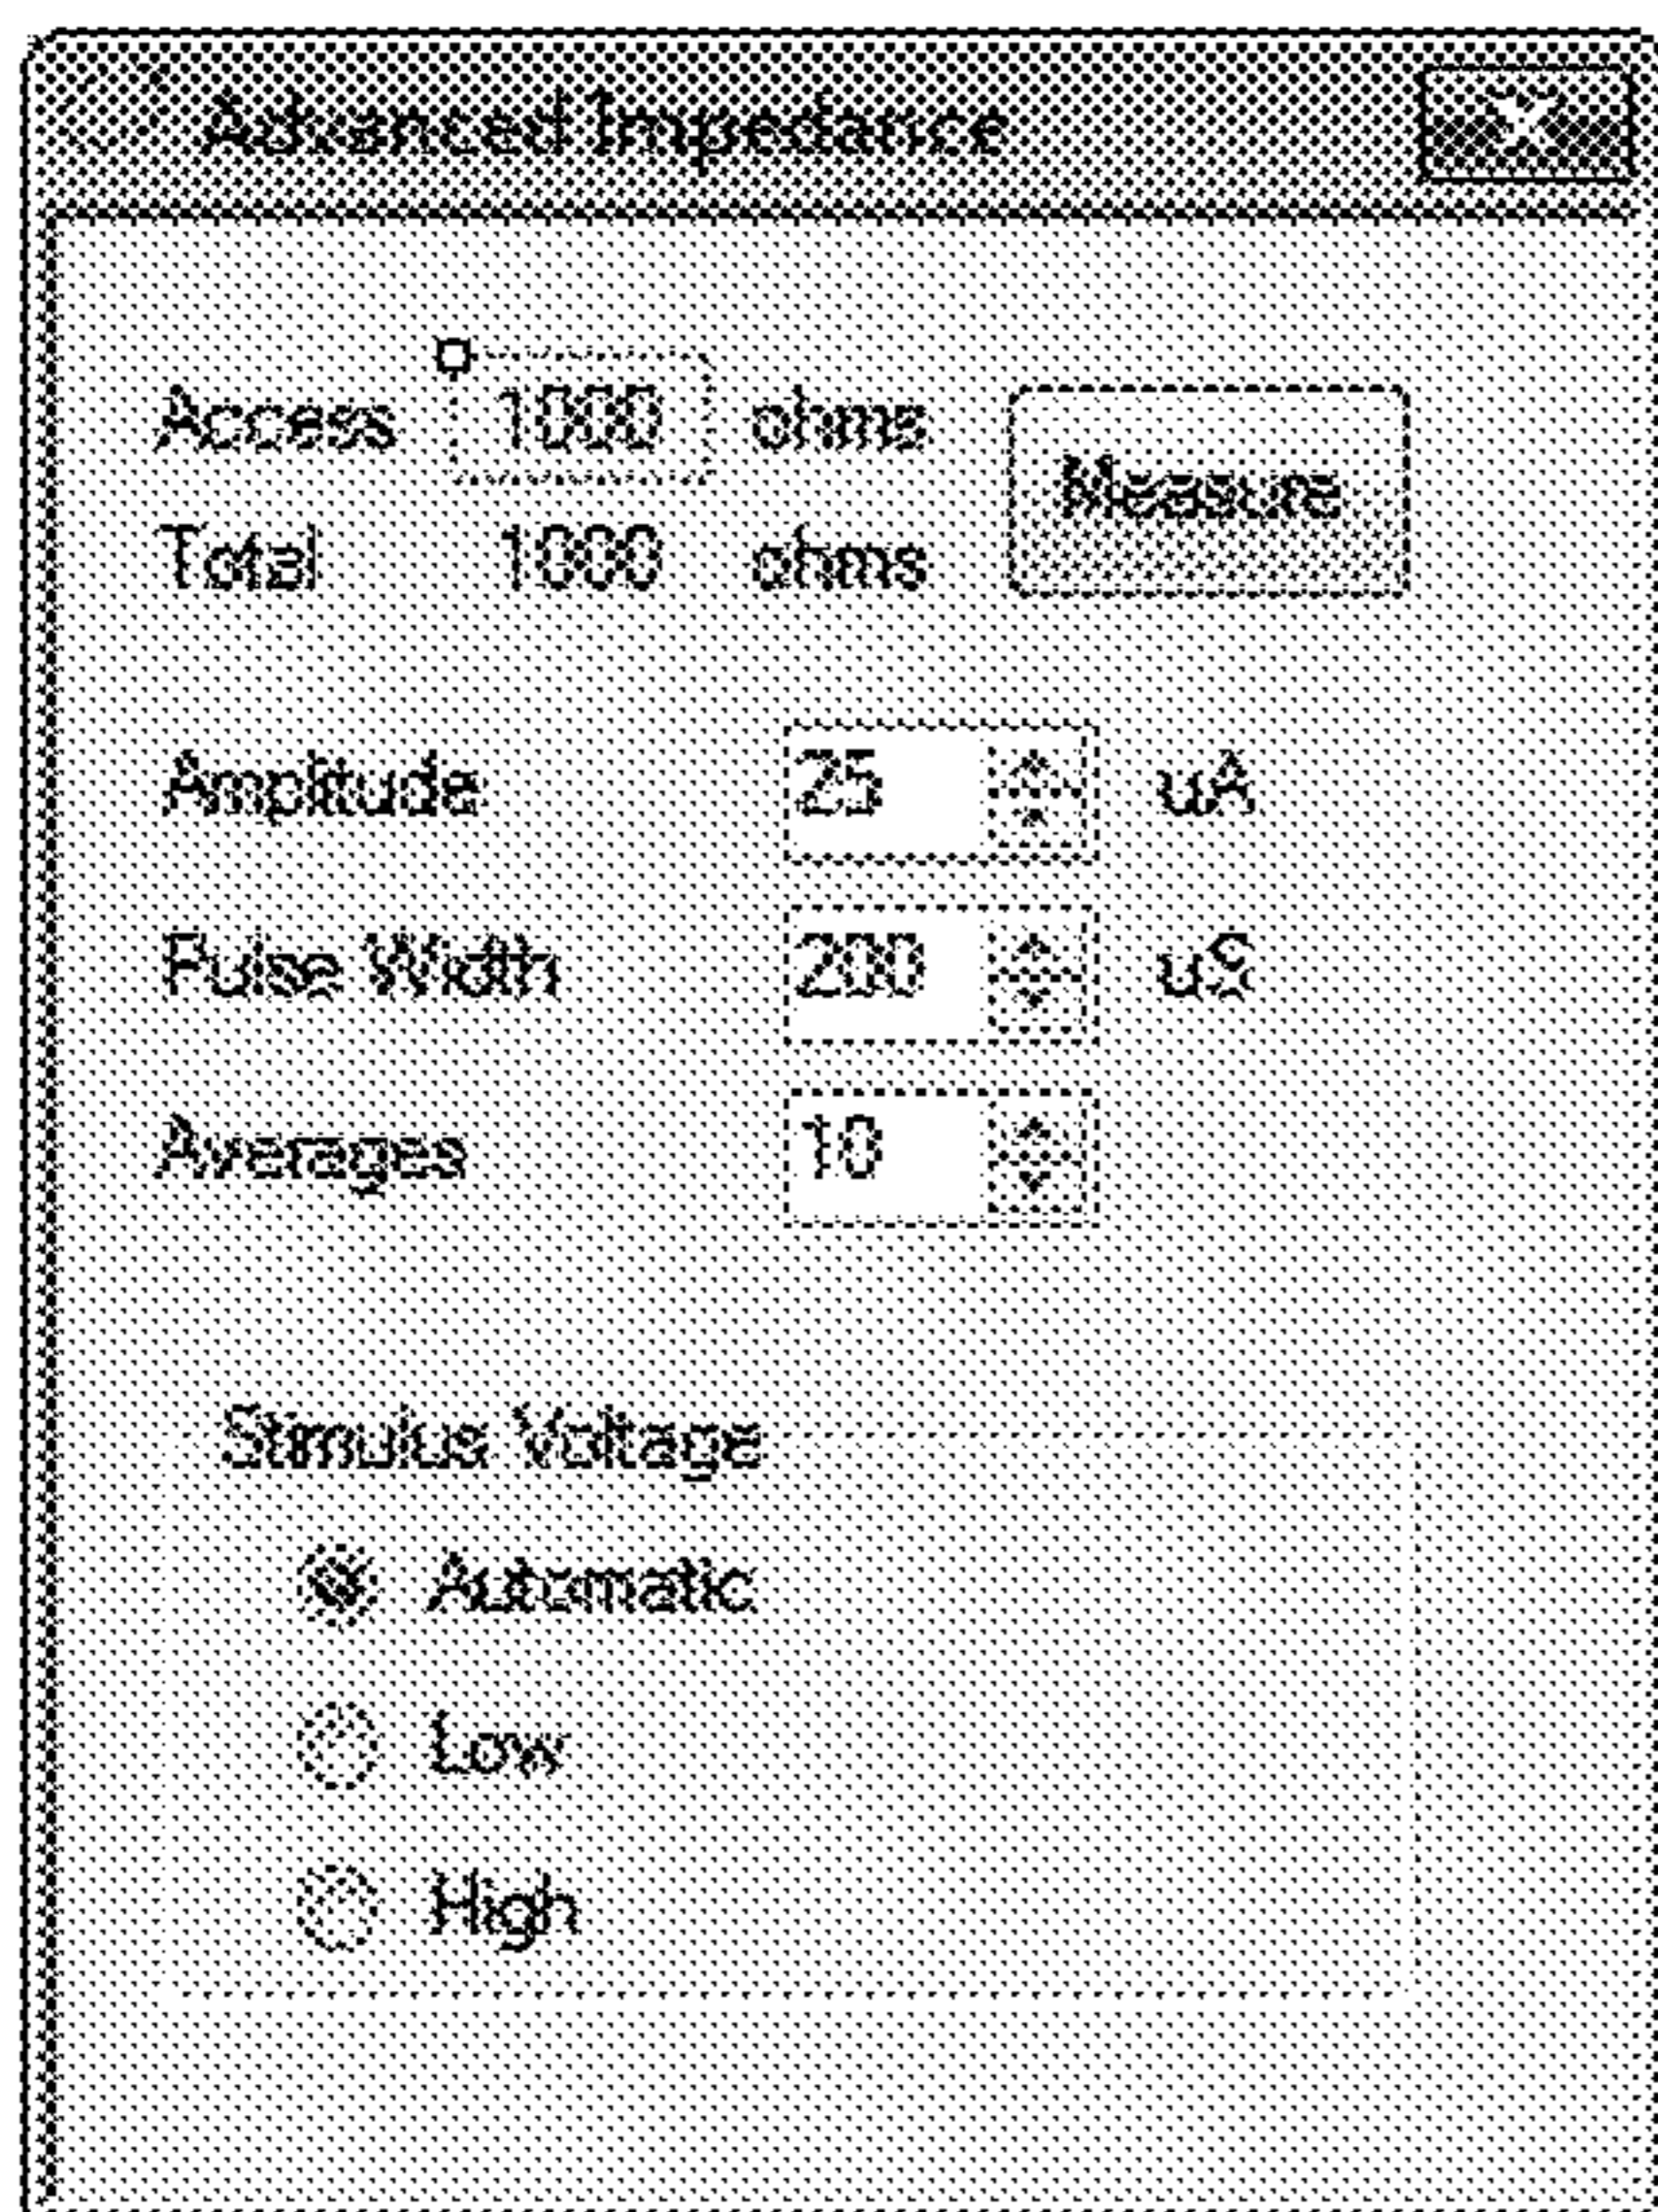 Advanced Impedance
Access 1000 ohms
Measure
Total 1000 ohms
Amplitude 25 uA
Pulse Width 200 uS
Averages 10
Stimulus Voltage
Automatic
Low
High